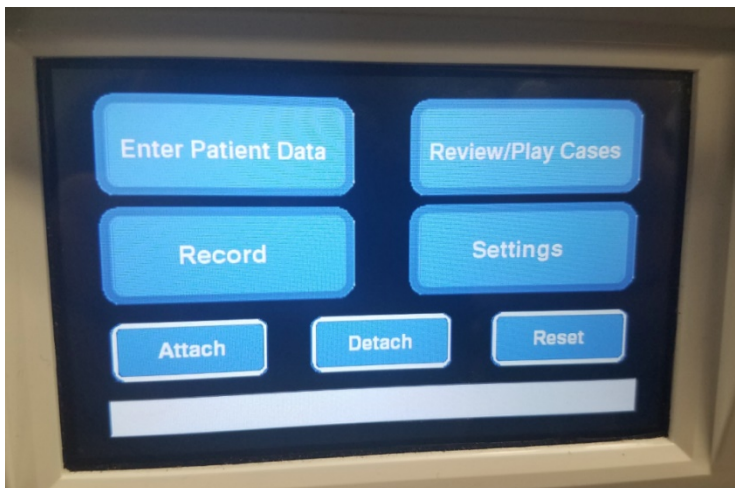 Enter Patient Data
Review/Play Cases
Record
Settings
Attach
Detach
Reset